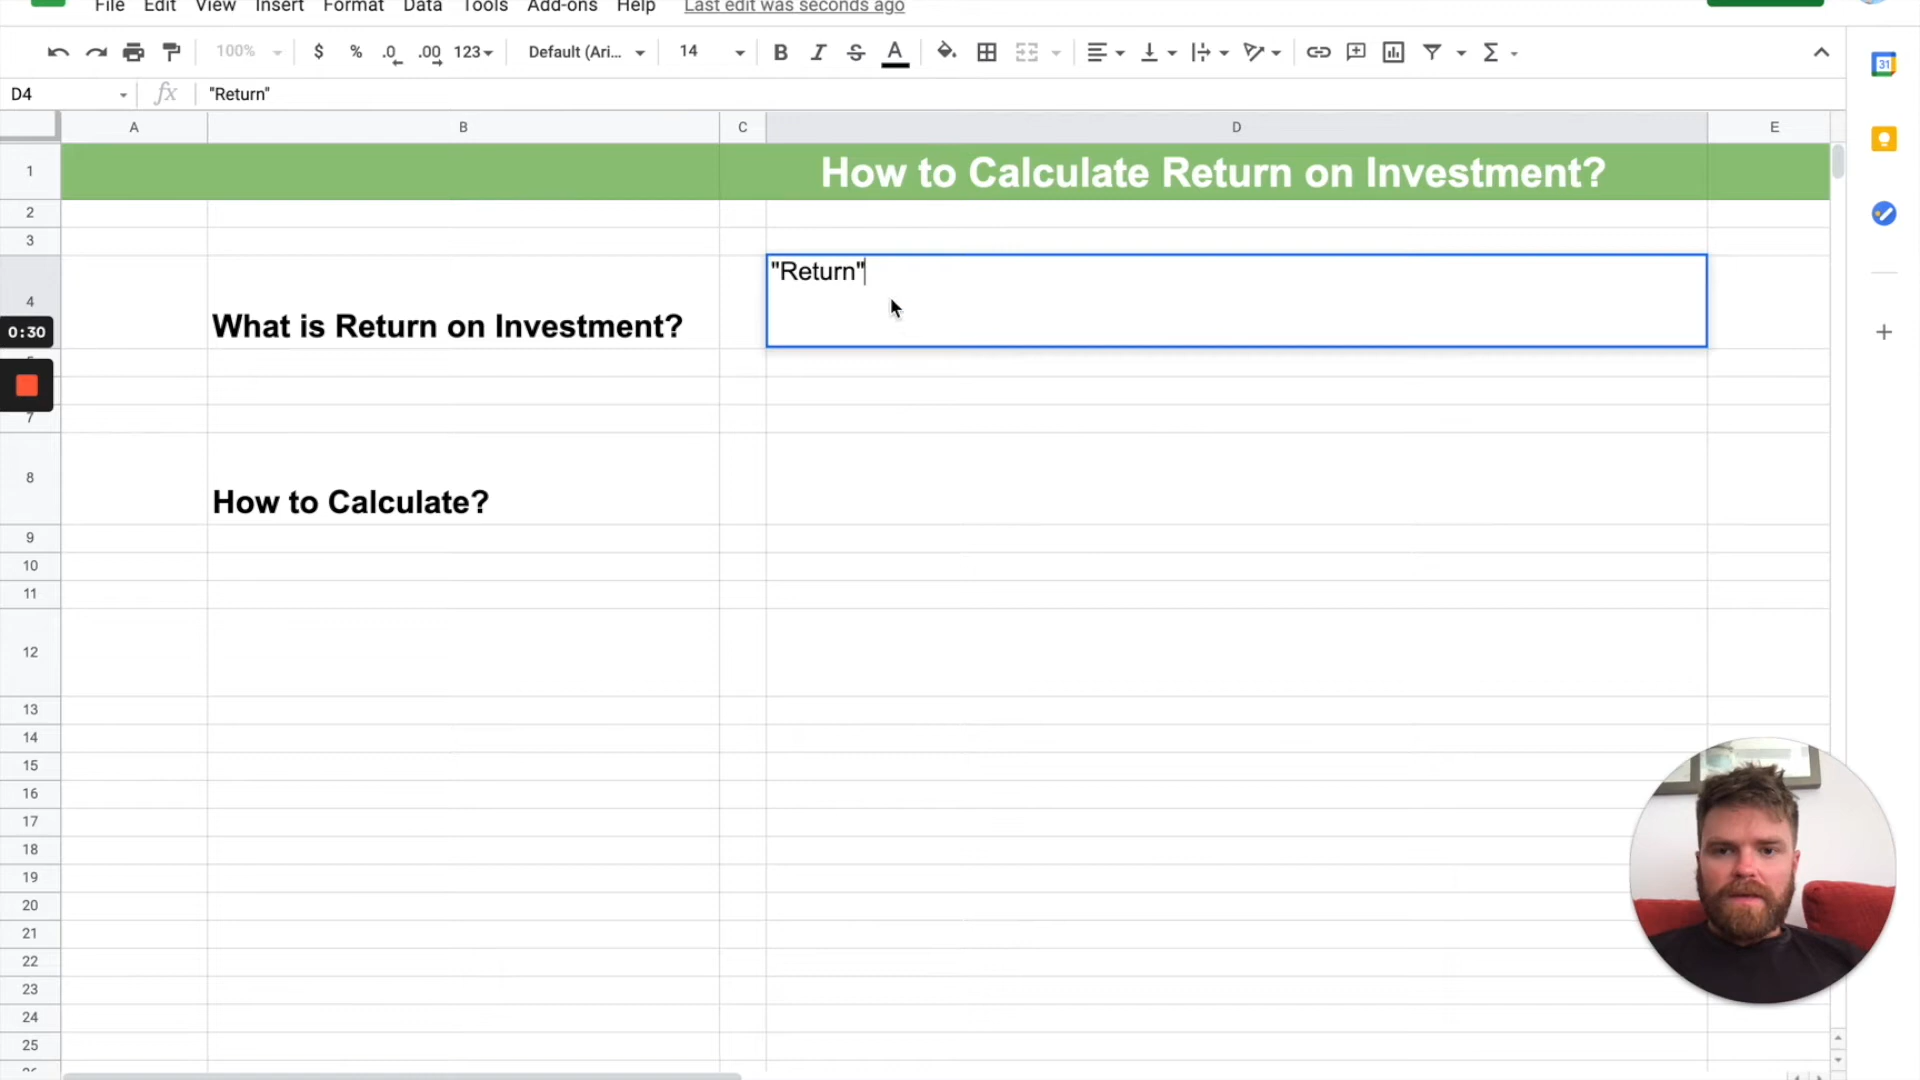 File Edit View Insert Format Data Tools Add-ons Help Last edit was seconds ago
100% $ % .0 .00 123 Default (Ari... 14 B I S A Σ
D4 fx "Return"
31
A B C D E
1 How to Calculate Return on Investment?
2
3
"Return"
4 What is Return on Investment?
0:30
7
8 How to Calculate?
9
10
11
12
13
14
15
16
17
18
19
20
21
22
23
24
25